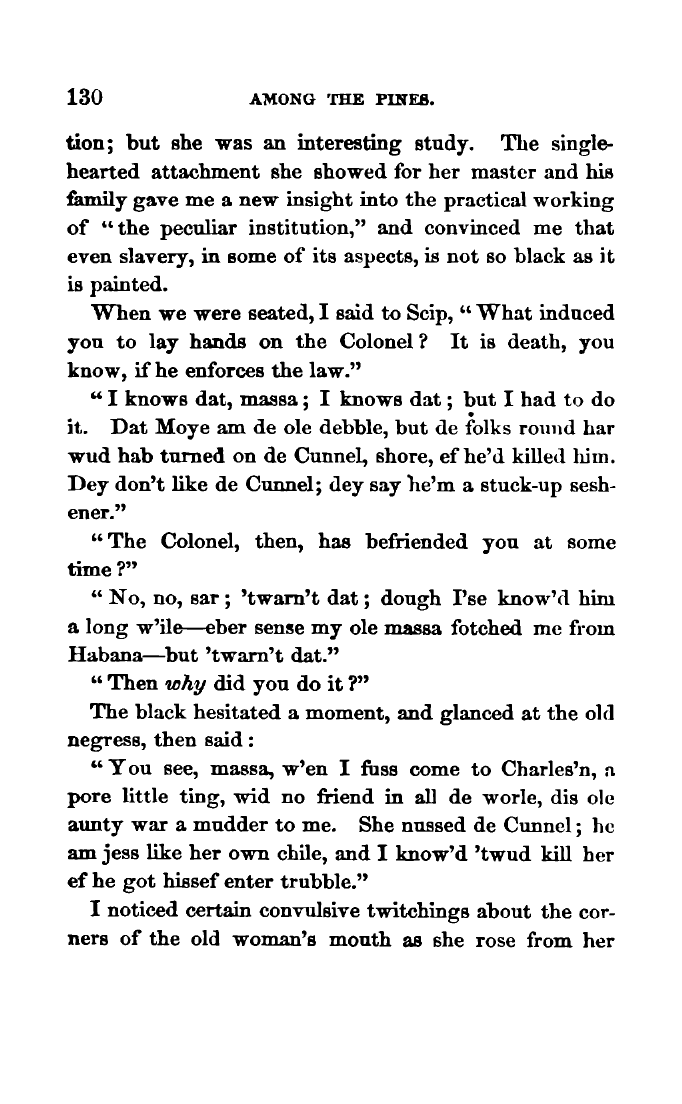 130 AMONG THE PINES.
tion; but she was an interesting study. The single-
hearted attachment she showed for her master and his
family gave me a new insight into the practical working
of “the peculiar institution,” and convinced me that
even slavery, in some of its aspects, is not so black as it
is painted.
When we were seated, I said to Scip, “What induced
you to lay hands on the Colonel? It is death, you
know, if he enforces the law.”
“I knows dat, massa; I knows dat; but I had to do
it. Dat Moye am de ole debble, but de folks round har
wud hab turned on de Cunnel, shore, ef he’d killed him.
Dey don’t like de Cunnel; dey say he’m a stuck-up sesh-
ener.”
“The Colonel, then, has befriended you at some
time?”
“No, no, sar; ’twarn’t dat; dough I’se know’d him
a long w’ile—eber sense my ole massa fotched me from
Habana—but ’twarn’t dat.”
“Then why did you do it?”
The black hesitated a moment, and glanced at the old
negress, then said:
“You see, massa, w’en I fuss come to Charles’n, a
pore little ting, wid no friend in all de worle, dis ole
aunty war a mudder to me. She nussed de Cunnel; he
am jess like her own chile, and I know’d ’twud kill her
ef he got hissef enter trubble.”
I noticed certain convulsive twitchings about the cor-
ners of the old woman’s mouth as she rose from her